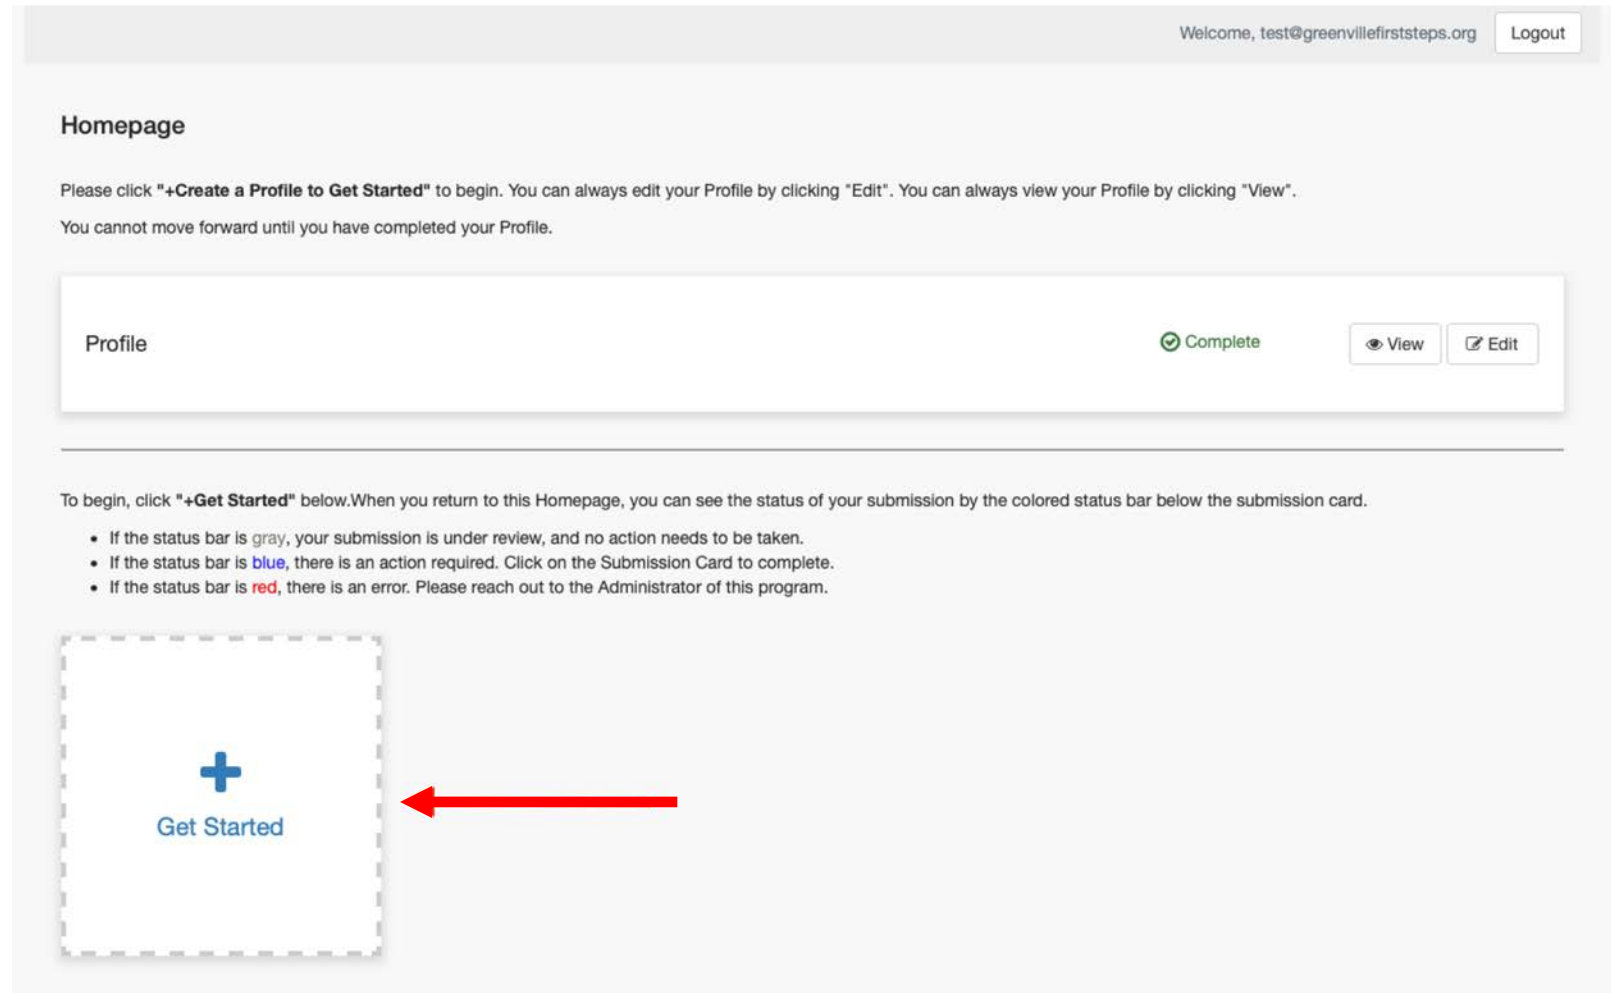 Welcome, test@greenvillefirststeps.org Logout
Homepage
Please click "+Create a Profile to Get Started" to begin. You can always edit your Profile by clicking "Edit". You can always view your Profile by clicking "View".
You cannot move forward until you have completed your Profile.
Profile Complete View Edit
To begin, click "+Get Started" below.When you return to this Homepage, you can see the status of your submission by the colored status bar below the submission card.
• If the status bar is gray, your submission is under review, and no action needs to be taken.
• If the status bar is blue, there is an action required. Click on the Submission Card to complete.
• If the status bar is red, there is an error. Please reach out to the Administrator of this program.
Get Started